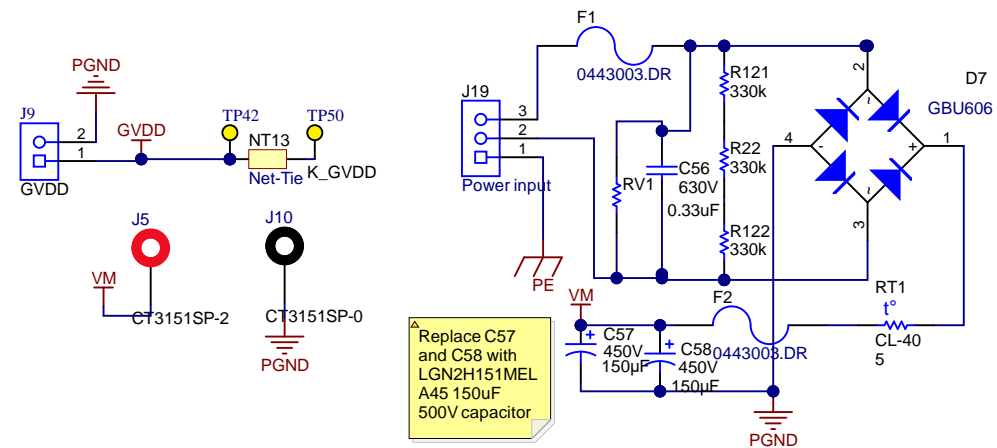 PGND
J9
2
1
GVDD
GVDD
TP42
TP50
NT13
Net-Tie
K_GVDD
J5
VM
CT3151SP-2
J10
CT3151SP-0
PGND
F1
0443003.DR
J19
3
2
1
Power input
PE
RV1
C56
630V
0.33uF
R121
330k
R22
330k
R122
330k
D7
GBU606
2
~
4
-
+
1
~
3
RT1
t°
CL-40
5
F2
0443003.DR
VM
+
C57
450V
150µF
+
C58
450V
150µF
PGND
Replace C57
and C58 with
LGN2H151MEL
A45 150uF
500V capacitor